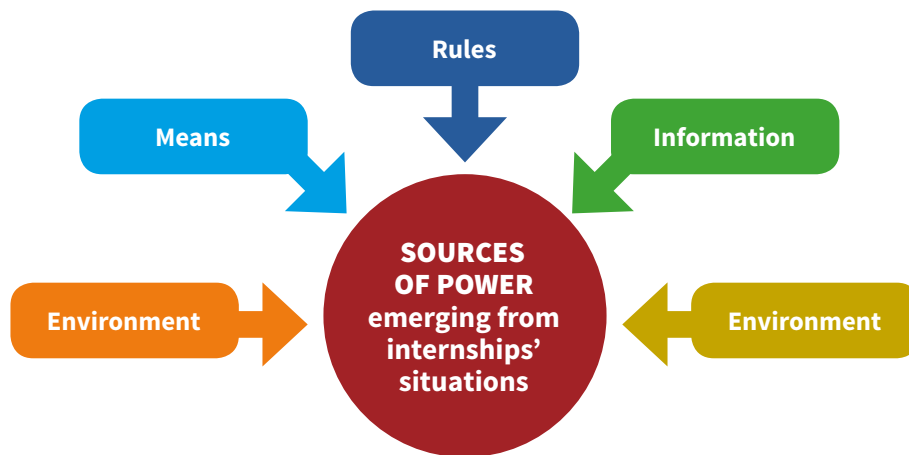 Rules
Means
Information
SOURCES
OF POWER
emerging from
internships’
situations
Environment
Environment